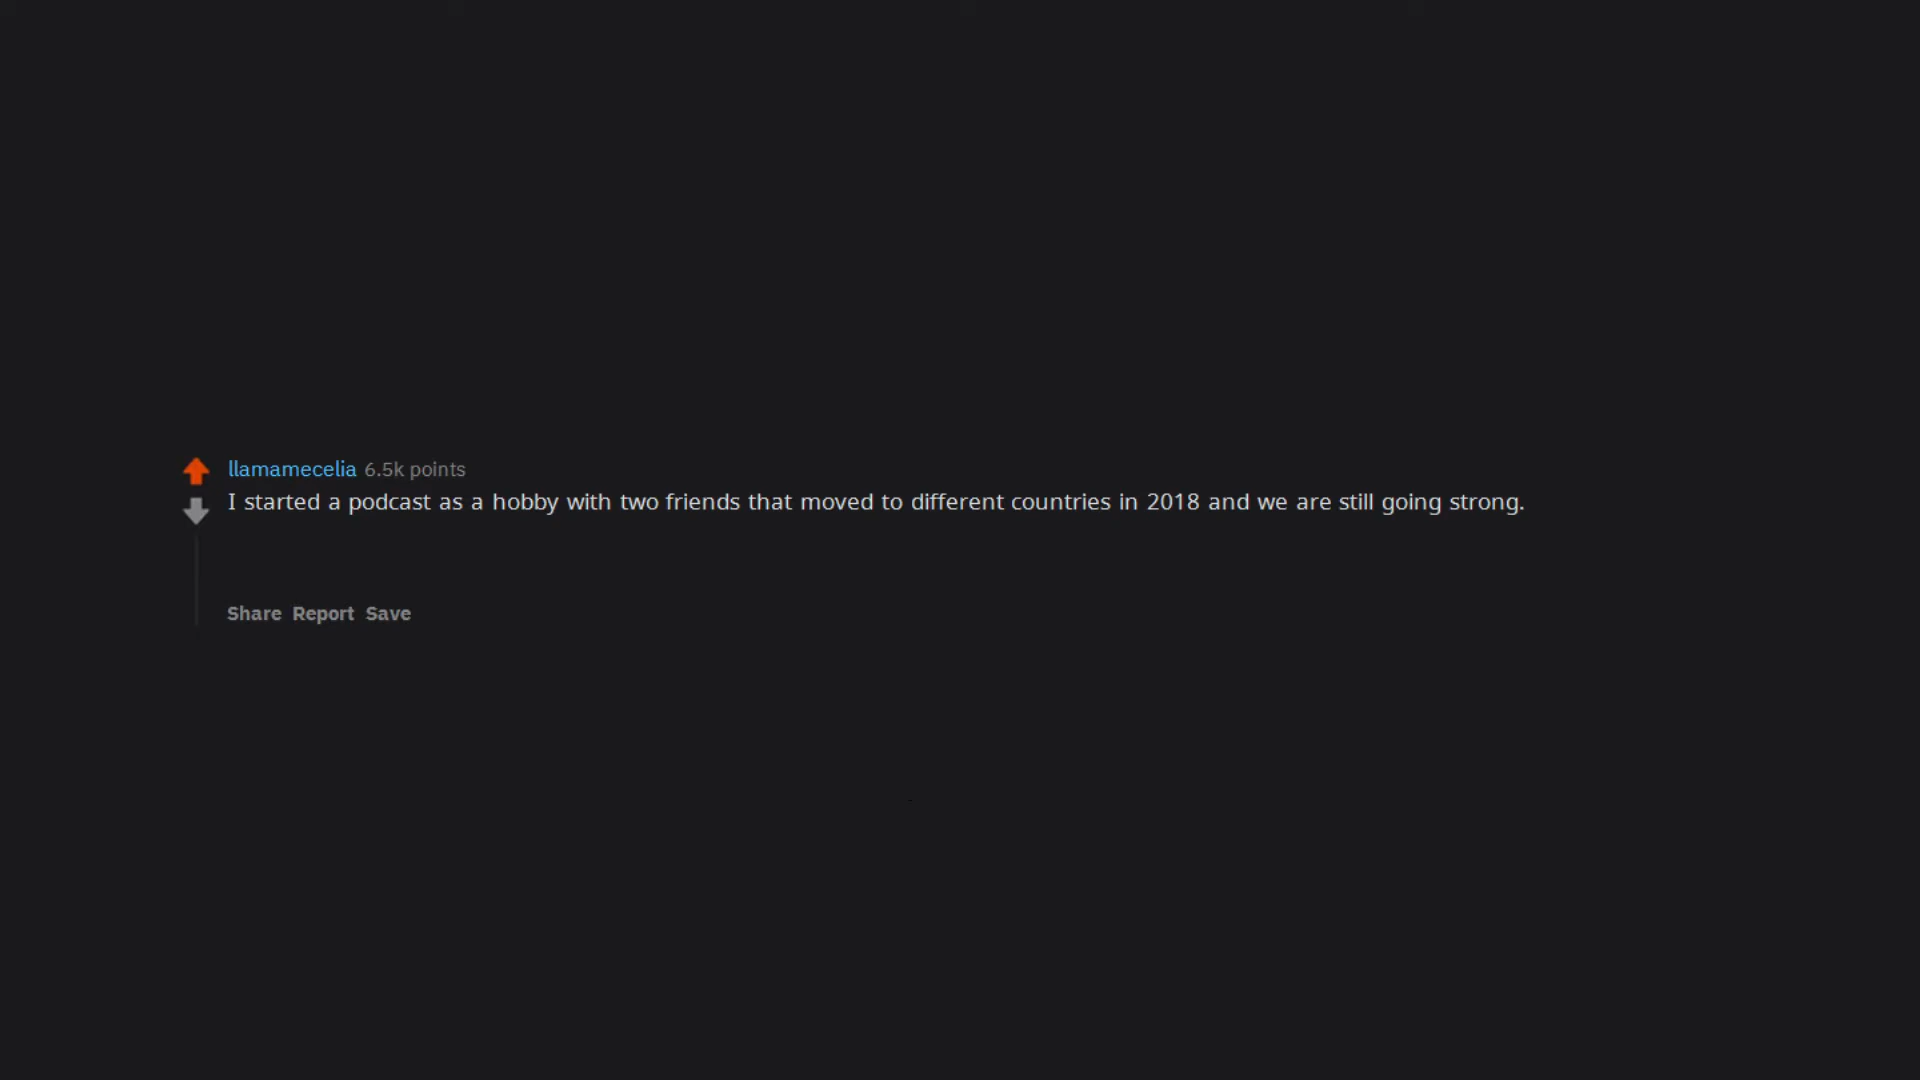 llamamecelia 6.5k points
I started a podcast as a hobby with two friends that moved to different countries in 2018 and we are still going strong.
Share Report Save